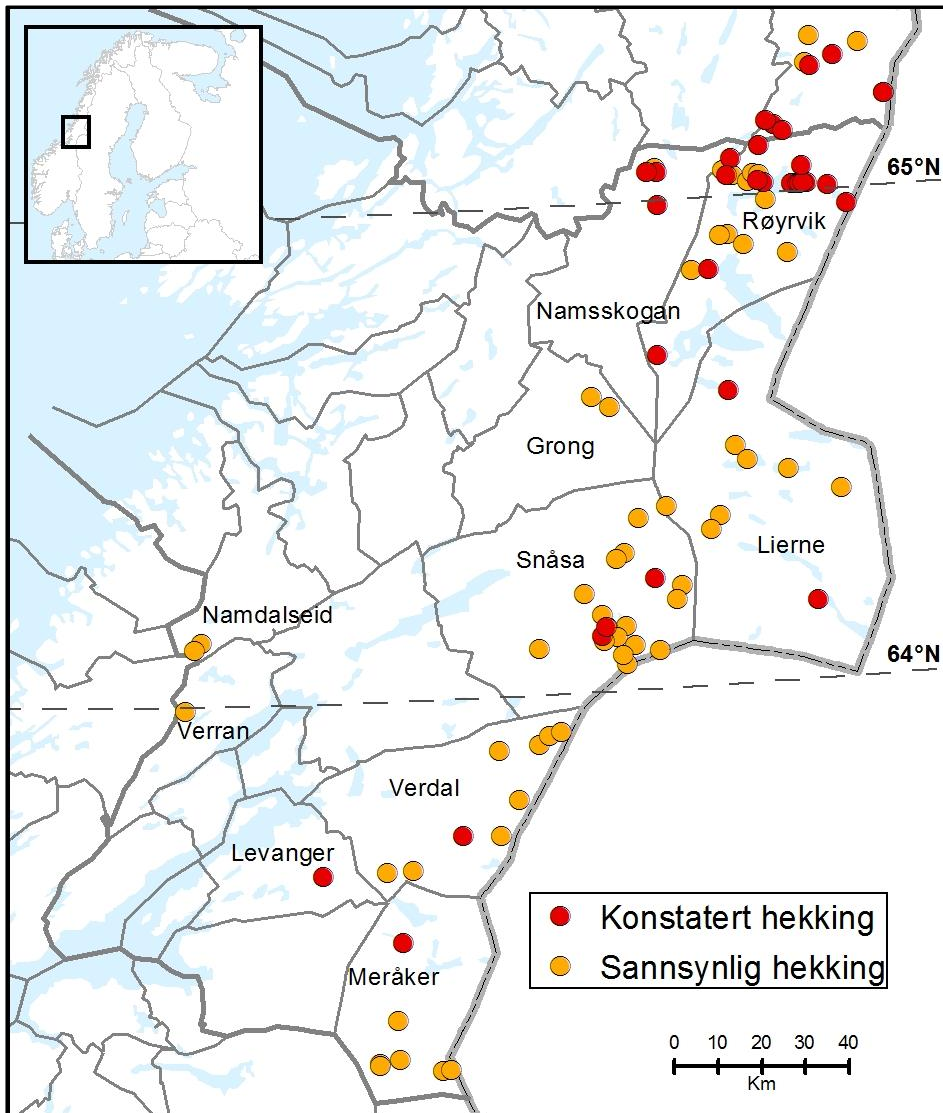 65°N
Røyrvik
Namsskogan
Grong
Lierne
Snåsa
Namdalseid
64°N
Verran
Verdal
Levanger
Konstatert hekking
Sannsynlig hekking
Meråker
0 10 20 30 40
Km